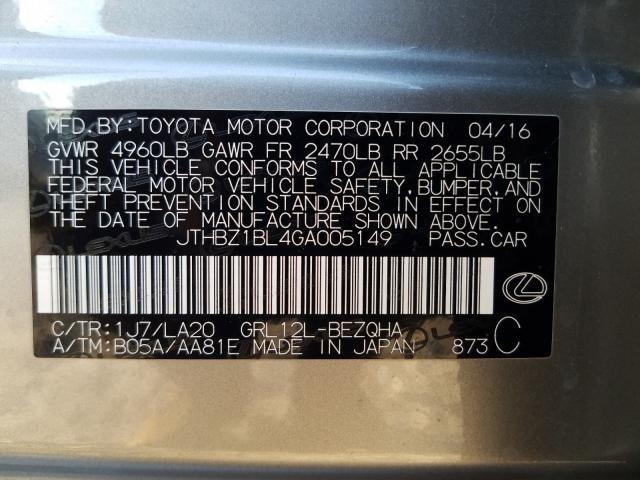 MFD.BY:TOYOTA MOTOR CORPORATION 04/16
GVWR 4960LB GAWR FR 2470LB RR 2655LB
THIS VEHICLE CONFORMS TO ALL APPLICABLE
FEDERAL MOTOR VEHICLE SAFETY,BUMPER,AND
THEFT PREVENTION STANDARDS IN EFFECT ON
THE DATE OF MANUFACTURE SHOWN ABOVE.
JTHBZ1BL4GA005149 PASS.CAR
C/TR:1J7/LA20 GRL12L-BEZQHA
A/TM:B05A/AA81E MADE IN JAPAN 873 C